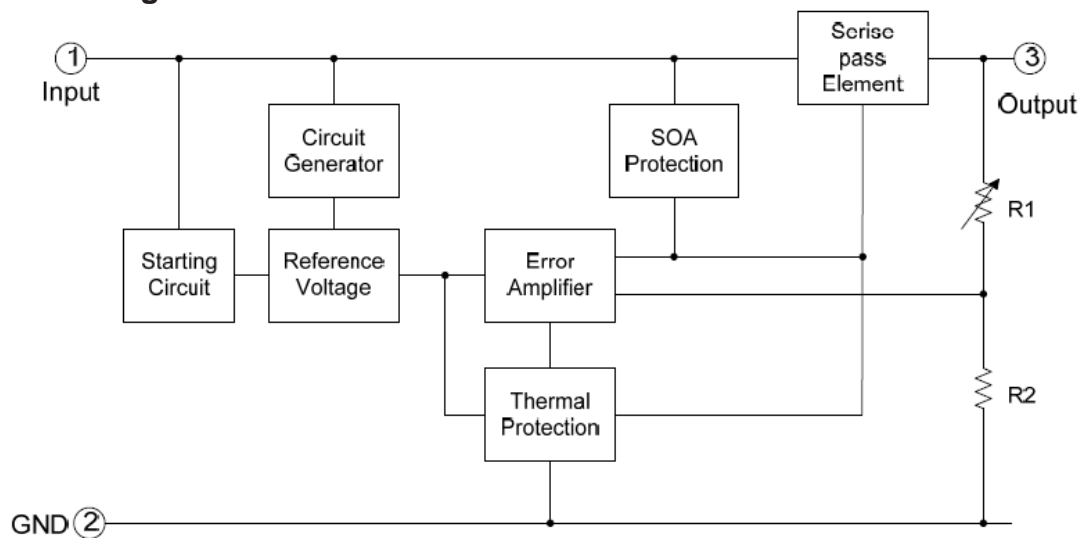 1
Input
Serise
pass
Element
3
Output
Circuit
Generator
SOA
Protection
R1
Starting
Circuit
Reference
Voltage
Error
Amplifier
Thermal
Protection
R2
GND 2